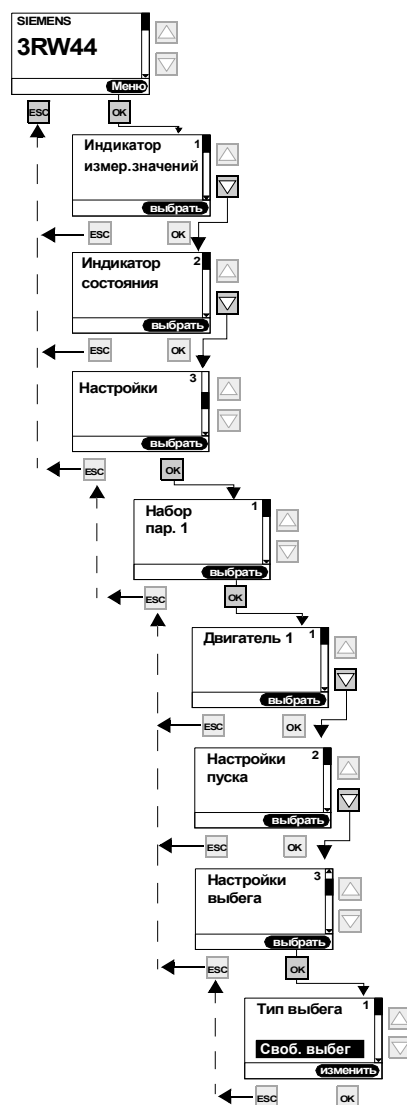 SIEMENS
3RW44
Меню
ESC
OK
Индикатор 1
измер.значений
выбрать
ESC
OK
Индикатор 2
состояния
выбрать
ESC
OK
Настройки 3
выбрать
ESC
OK
Набор 1
пар. 1
выбрать
ESC
OK
Двигатель 1 1
выбрать
ESC
OK
Настройки 2
пуска
выбрать
ESC
OK
Настройки 3
выбега
выбрать
ESC
OK
Тип выбега 1
Своб. выбег
изменить
ESC
OK